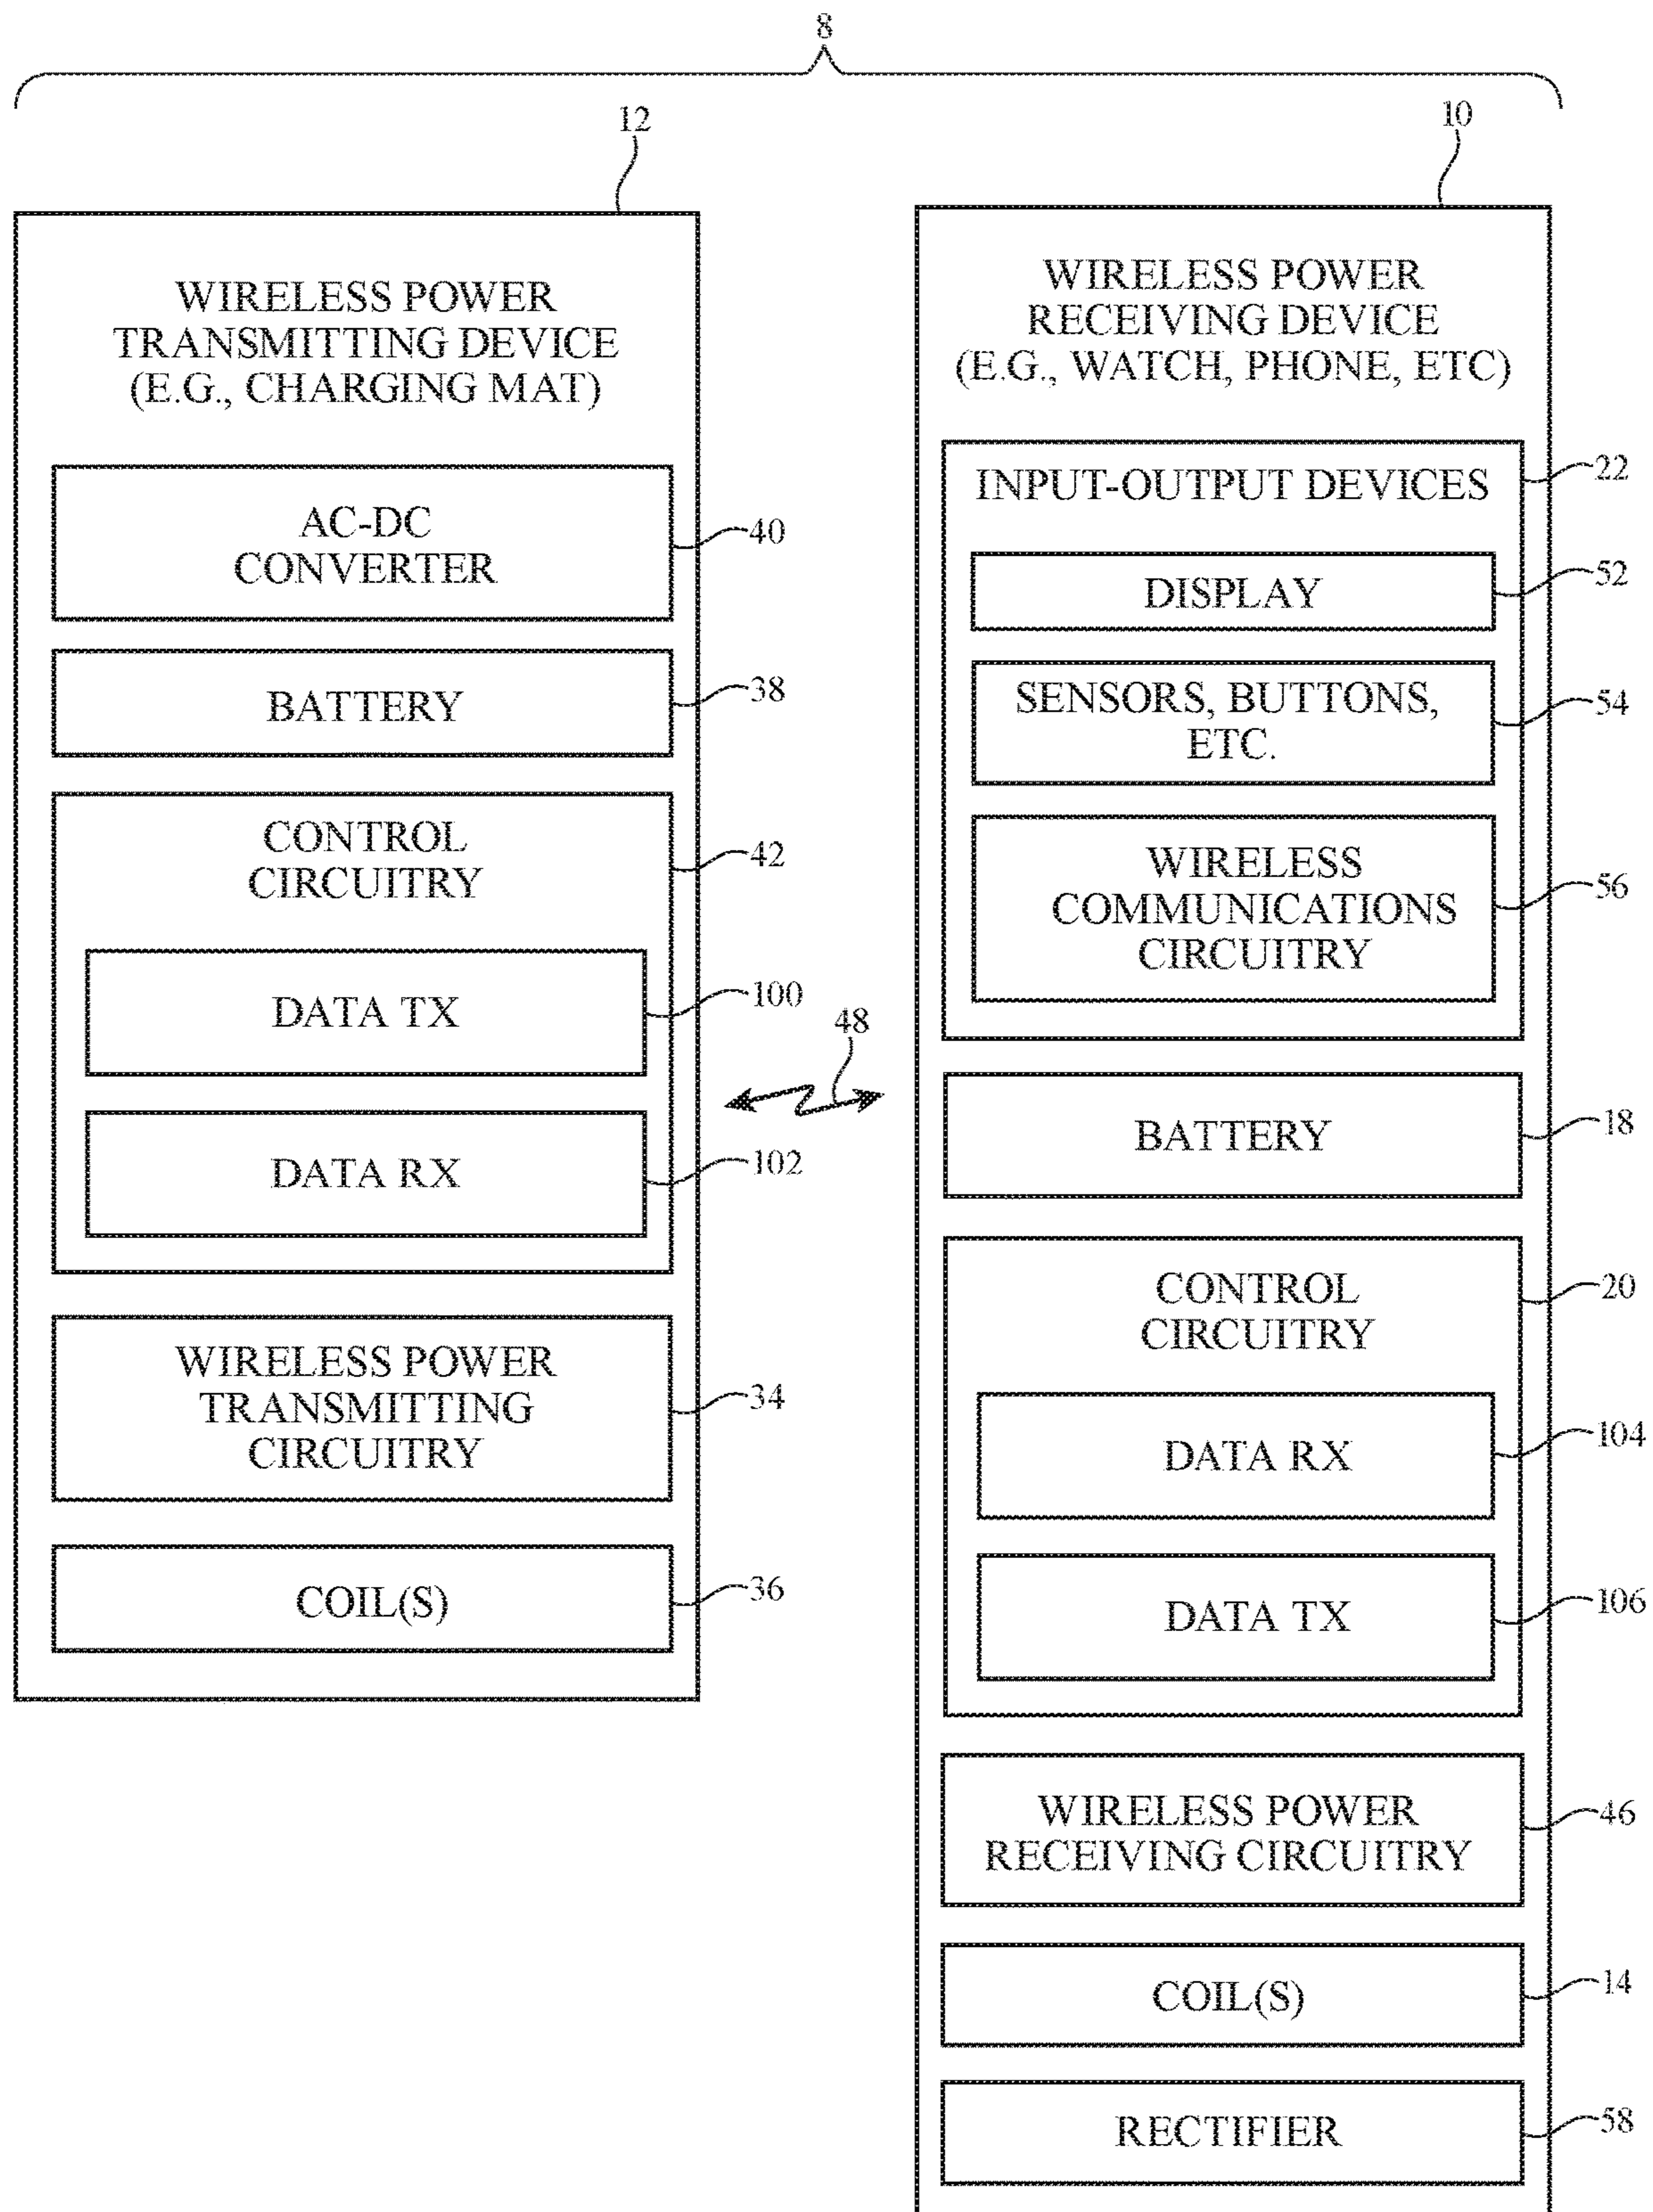 8
12
WIRELESS POWER
TRANSMITTING DEVICE
(E.G., CHARGING MAT)
AC-DC
CONVERTER
40
BATTERY
38
CONTROL
CIRCUITRY
42
DATA TX
100
DATA RX
102
WIRELESS POWER
TRANSMITTING
CIRCUITRY
34
COIL(S)
36
48
10
WIRELESS POWER
RECEIVING DEVICE
(E.G., WATCH, PHONE, ETC)
INPUT-OUTPUT DEVICES
22
DISPLAY
52
SENSORS, BUTTONS,
ETC.
54
WIRELESS
COMMUNICATIONS
CIRCUITRY
56
BATTERY
18
CONTROL
CIRCUITRY
20
DATA RX
104
DATA TX
106
WIRELESS POWER
RECEIVING CIRCUITRY
46
COIL(S)
14
RECTIFIER
58